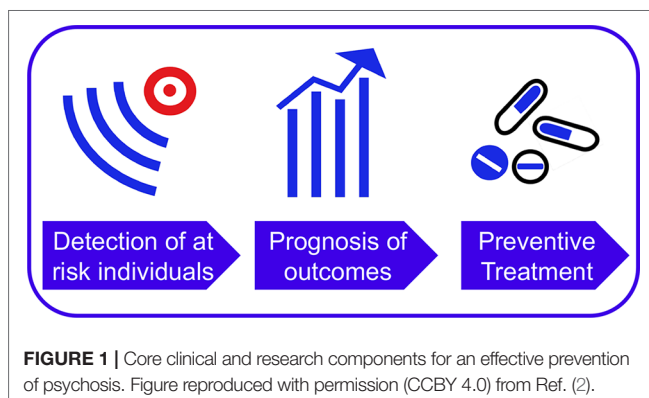 Detection of at
risk individuals
Prognosis of
outcomes
Preventive
Treatment
FIGURE 1 | Core clinical and research components for an effective prevention
of psychosis. Figure reproduced with permission (CCBY 4.0) from Ref. (2).